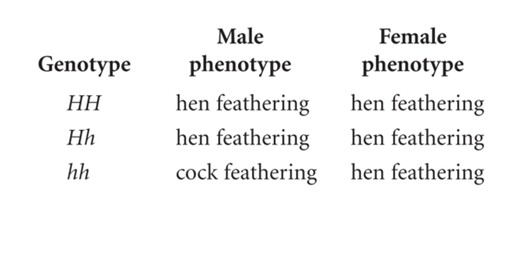 Male Female
Genotype phenotype phenotype
HH hen feathering hen feathering
Hh hen feathering hen feathering
hh cock feathering hen feathering